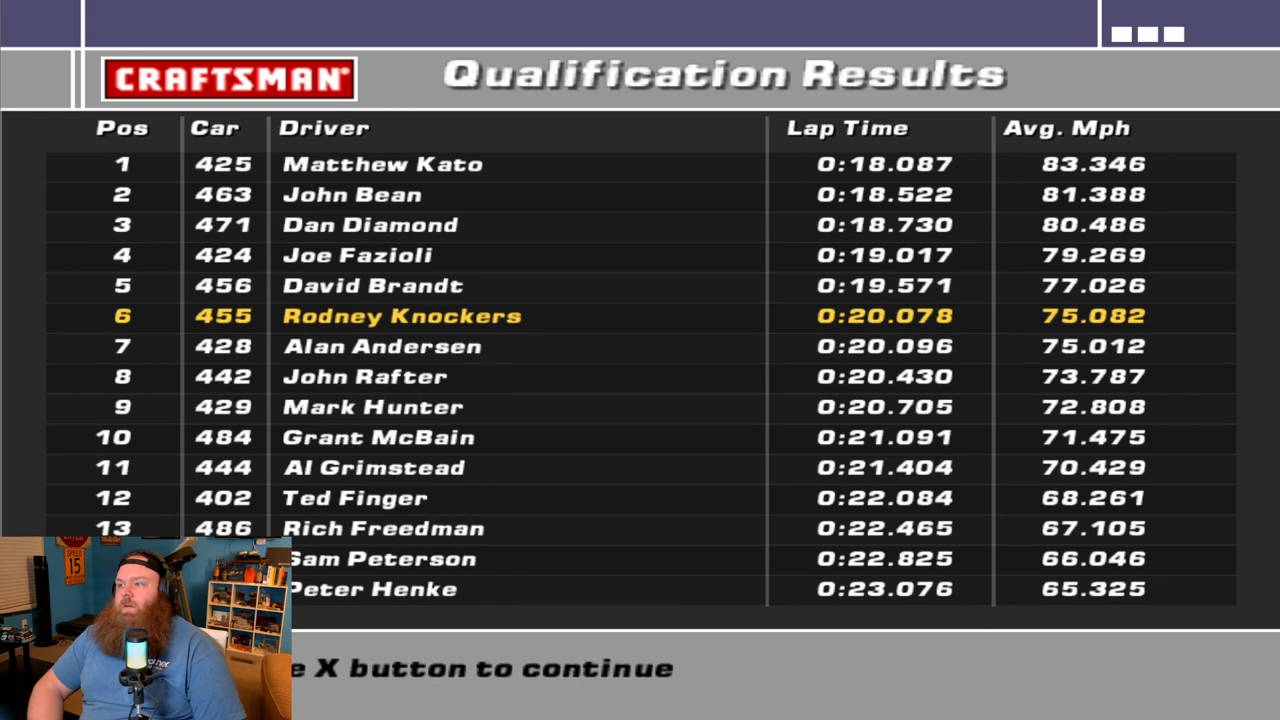 CRAFTSMAN®
Qualification Results
Pos Car Driver Lap Time Avg. Mph
1 425 Matthew Kato 0:18.087 83.346
2 463 John Bean 0:18.522 81.388
3 471 Dan Diamond 0:18.730 80.486
4 424 Joe Fazioli 0:19.017 79.269
5 456 David Brandt 0:19.571 77.026
6 455 Rodney Knockers 0:20.078 75.082
7 428 Alan Andersen 0:20.096 75.012
8 442 John Rafter 0:20.430 73.787
9 429 Mark Hunter 0:20.705 72.808
10 484 Grant McBain 0:21.091 71.475
11 444 Al Grimstead 0:21.404 70.429
12 402 Ted Finger 0:22.084 68.261
13 486 Rich Freedman 0:22.465 67.105
Sam Peterson 0:22.825 66.046
Peter Henke 0:23.076 65.325
SPEED
15
X button to continue